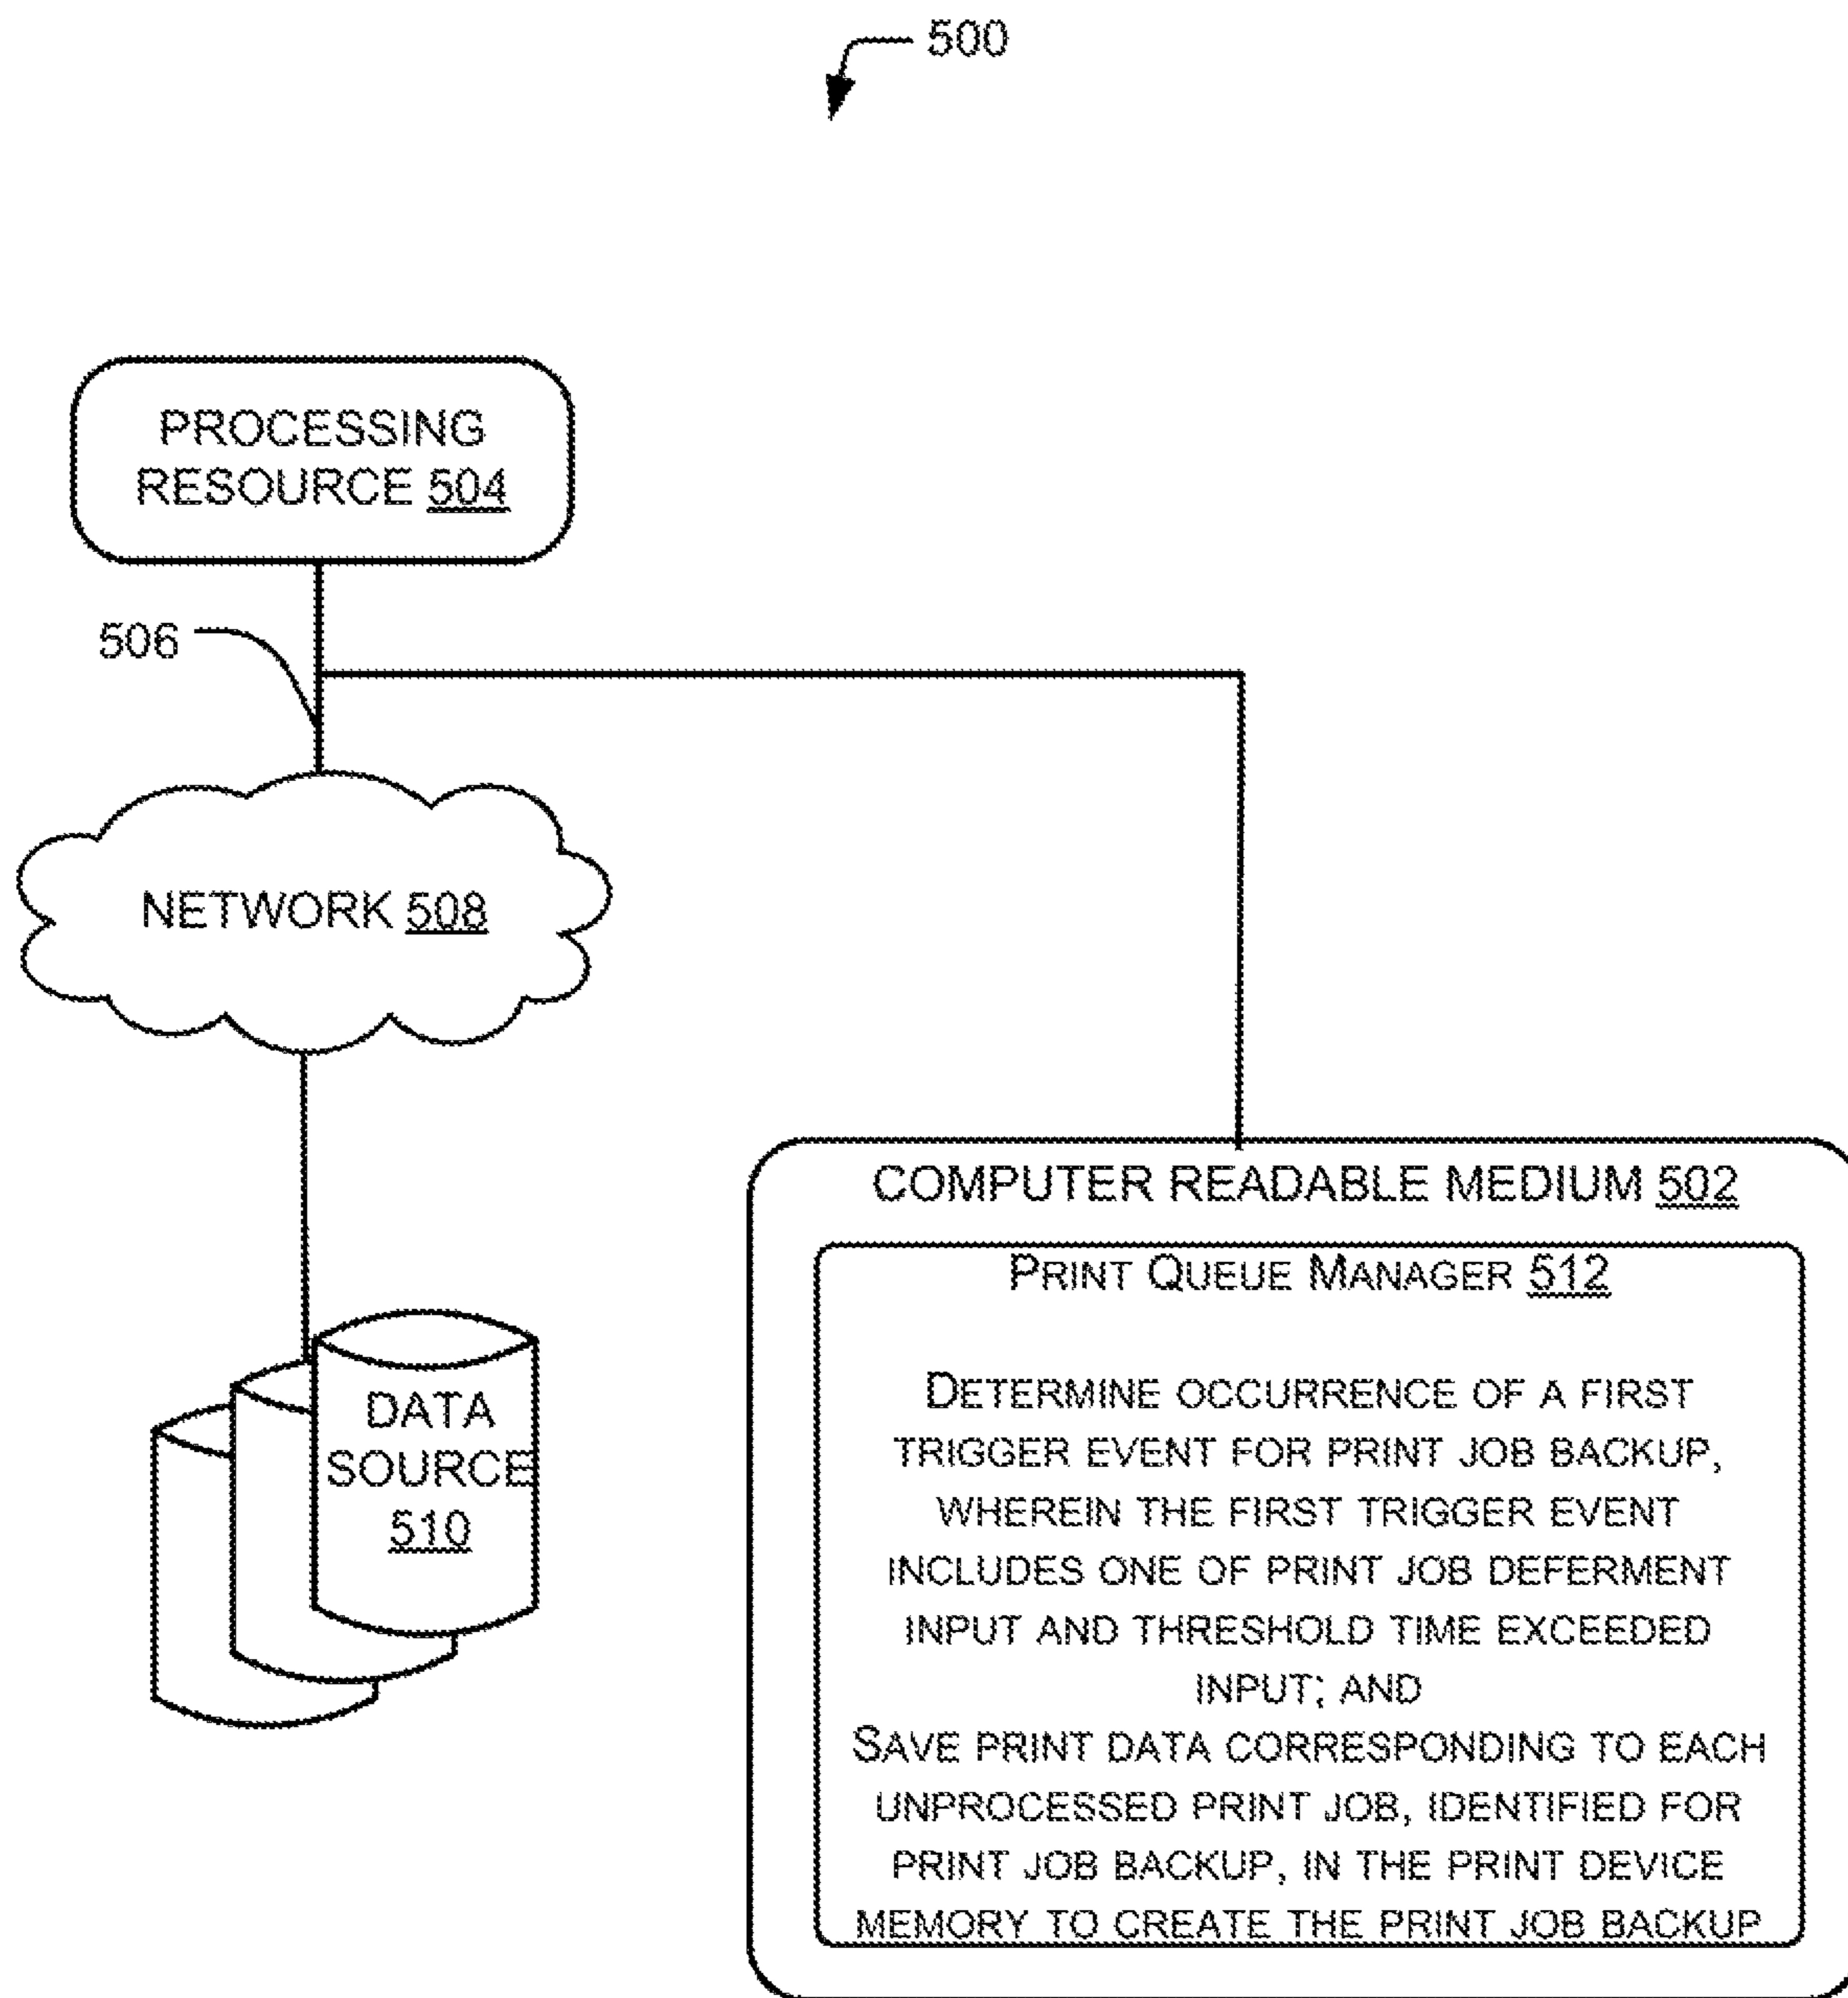 500
PROCESSING
RESOURCE 504
506
NETWORK 508
DATA
SOURCE
510
COMPUTER READABLE MEDIUM 502
PRINT QUEUE MANAGER 512
DETERMINE OCCURRENCE OF A FIRST
TRIGGER EVENT FOR PRINT JOB BACKUP,
WHEREIN THE FIRST TRIGGER EVENT
INCLUDES ONE OF PRINT JOB DEFERMENT
INPUT AND THRESHOLD TIME EXCEEDED
INPUT; AND
SAVE PRINT DATA CORRESPONDING TO EACH
UNPROCESSED PRINT JOB, IDENTIFIED FOR
PRINT JOB BACKUP, IN THE PRINT DEVICE
MEMORY TO CREATE THE PRINT JOB BACKUP